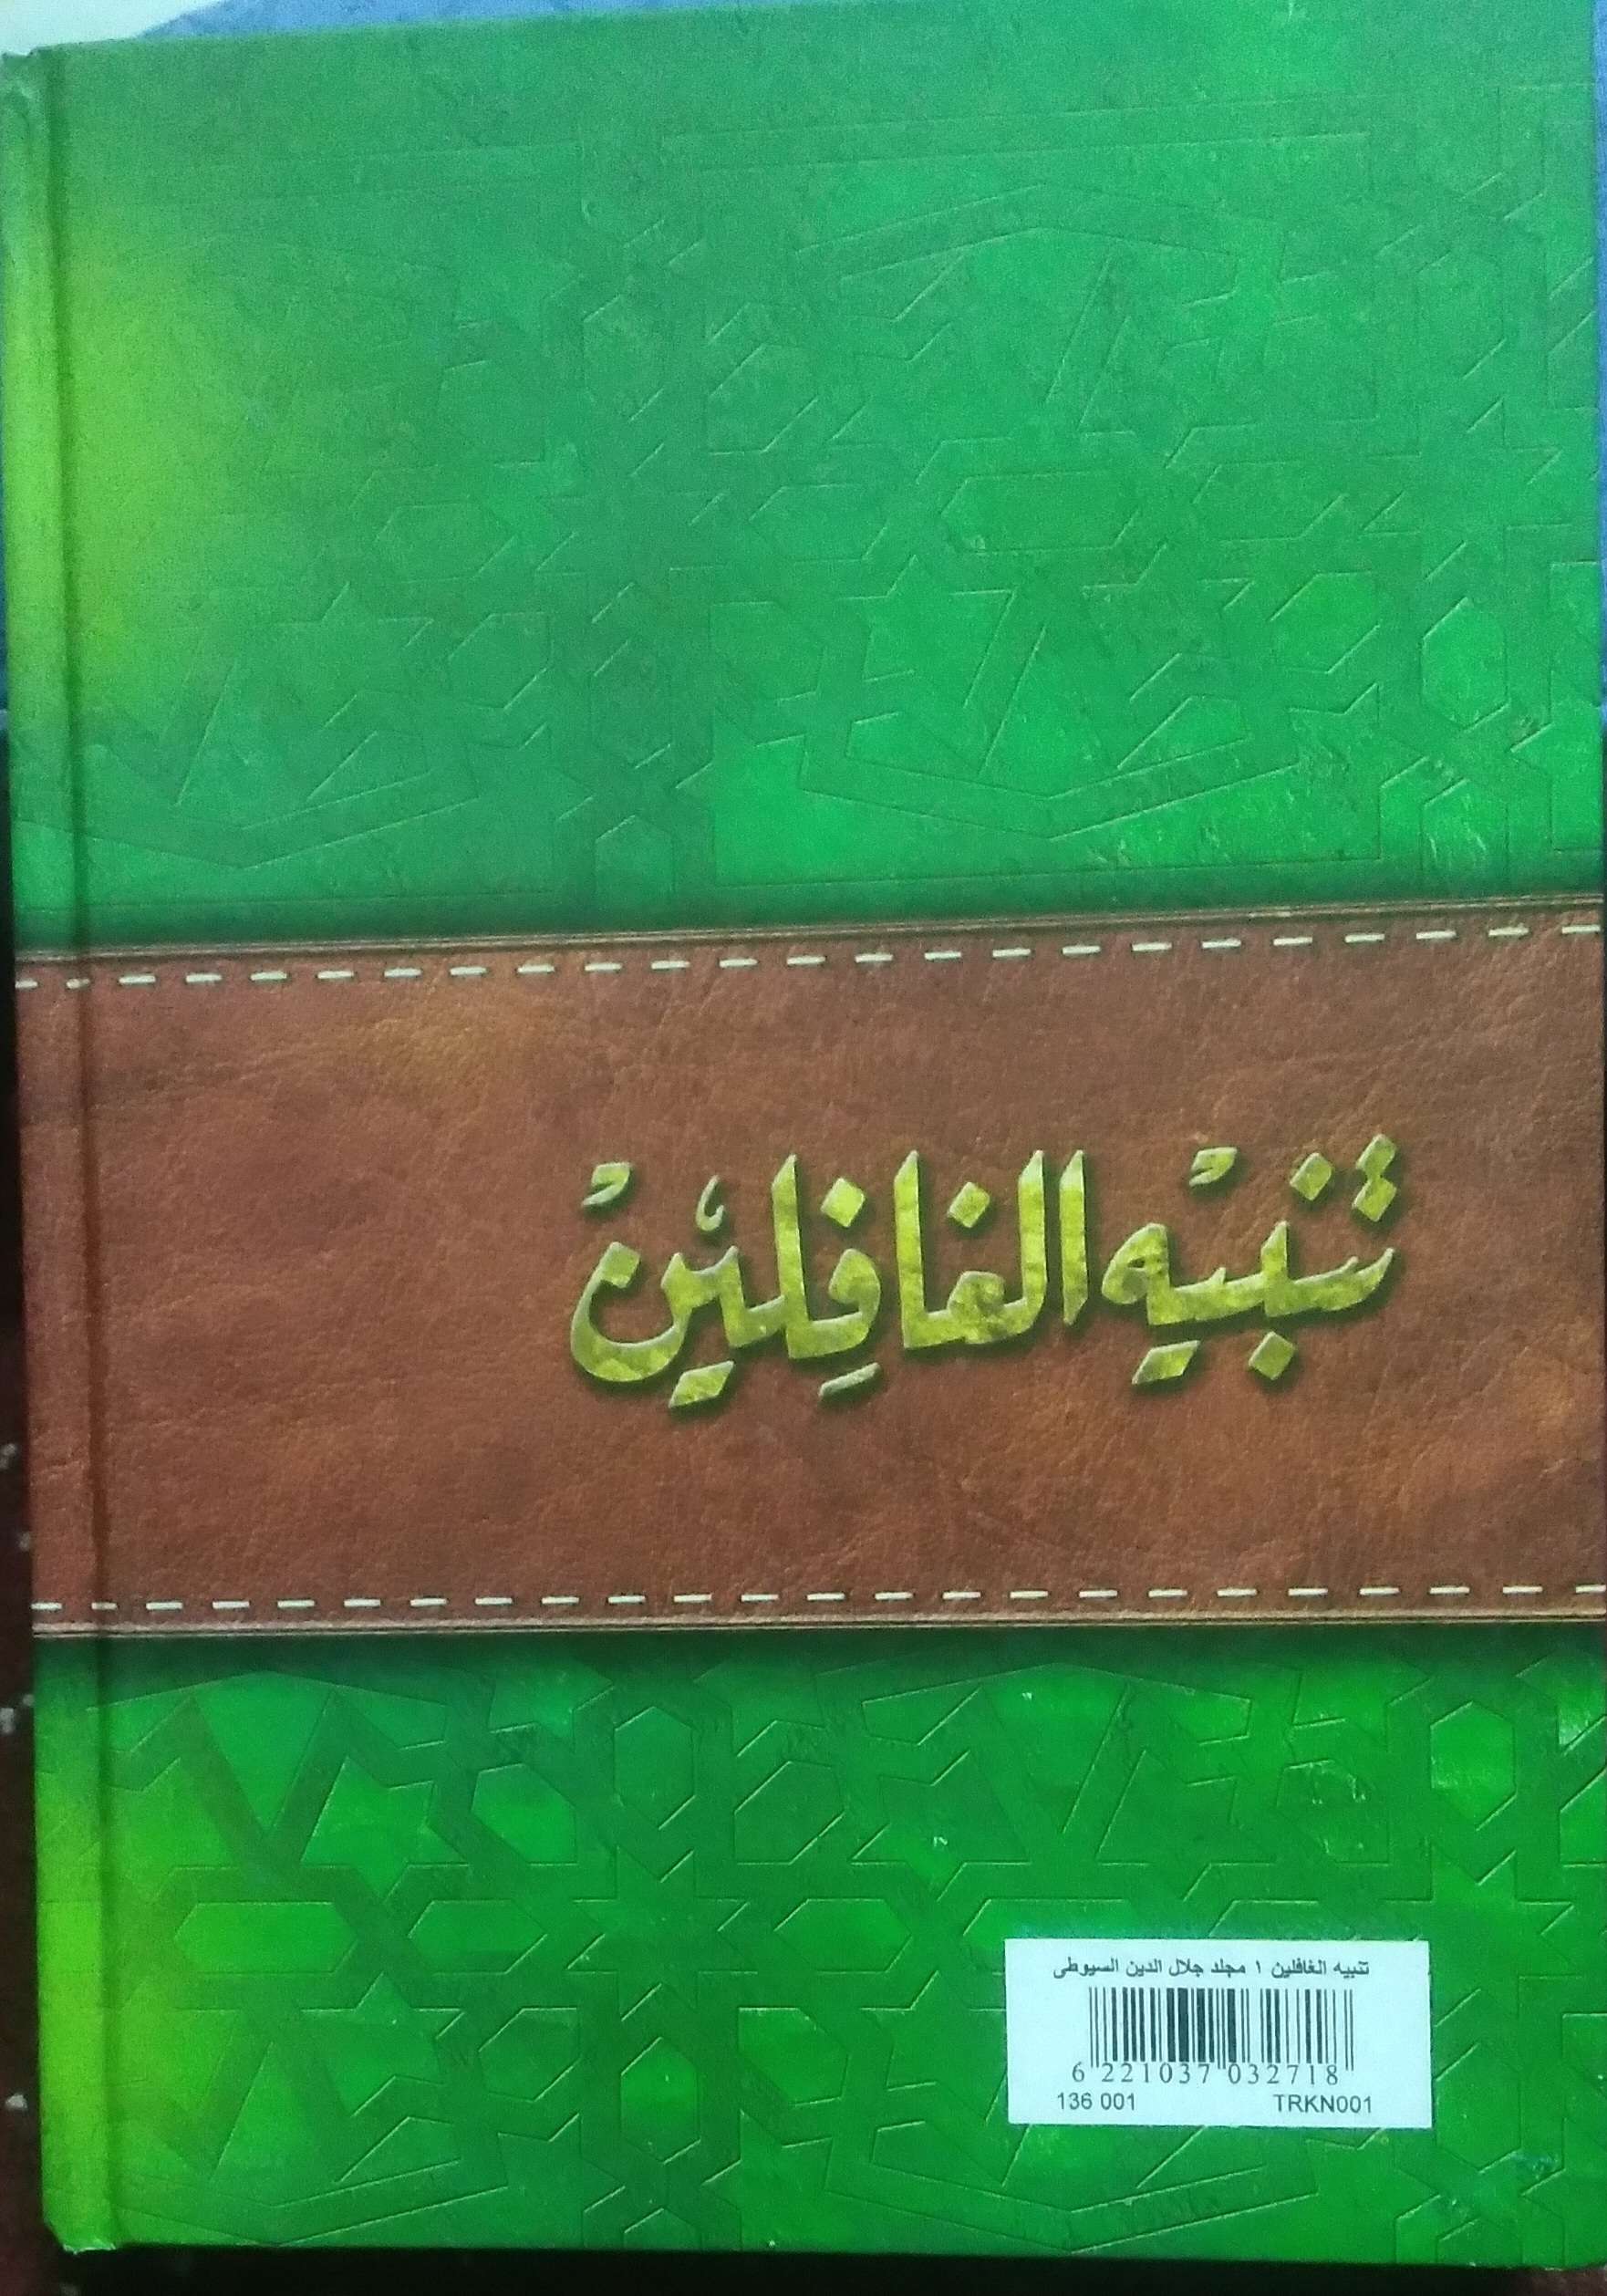 تنبيه الغافلين
تنبيه الغافلين ١ مجلد جلال الدين السيوطى
6 221037 032718
136 001 TRKN001